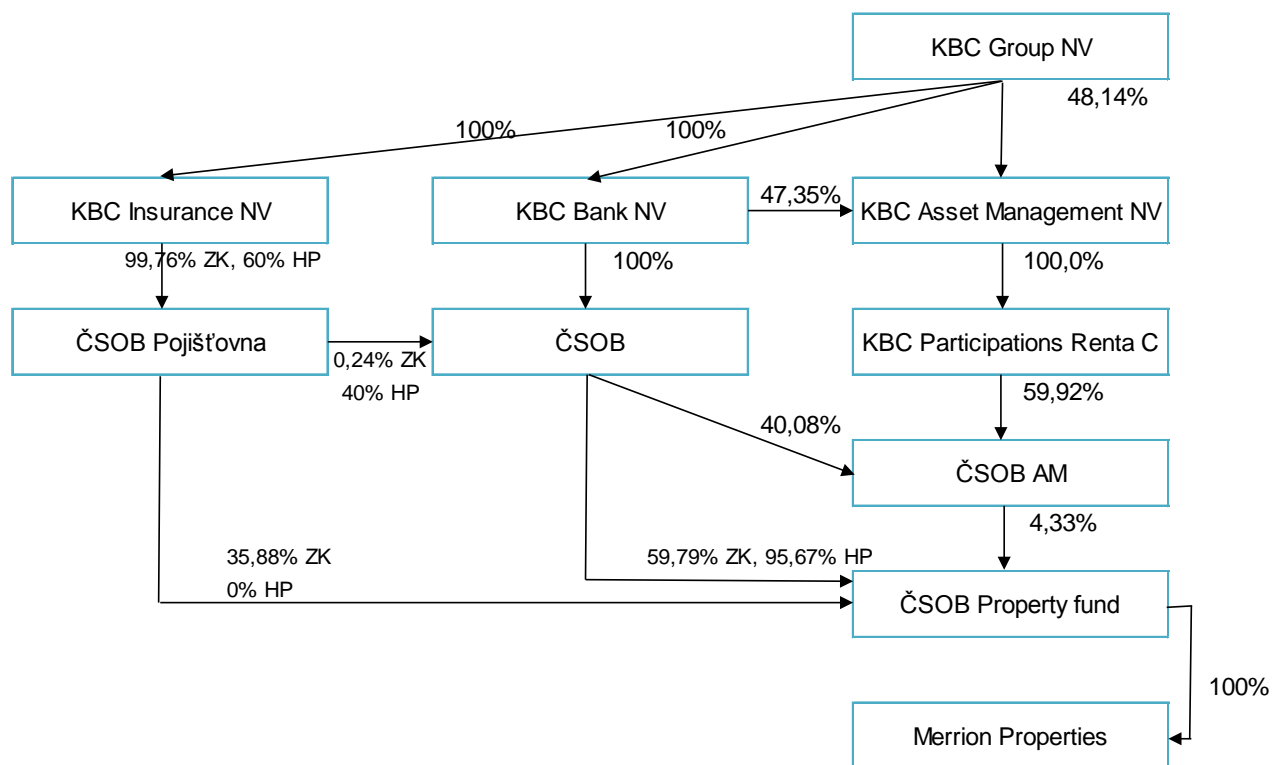 KBC Group NV
48,14%
100%
100%
KBC Insurance NV
KBC Bank NV
47,35%
KBC Asset Management NV
99,76% ZK, 60% HP
100%
100,0%
ČSOB Pojišťovna
0,24% ZK
40% HP
ČSOB
KBC Participations Renta C
59,92%
40,08%
ČSOB AM
4,33%
35,88% ZK
0% HP
59,79% ZK, 95,67% HP
ČSOB Property fund
100%
Merrion Properties